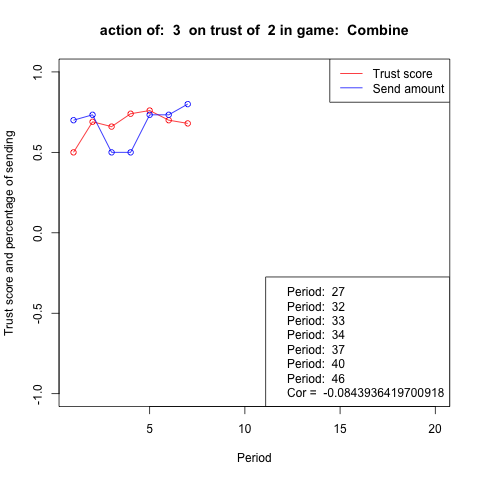 action of:  3  on trust of  2 in game:  Combine
Trust score
Send amount
1.0
0.5
0.0
-0.5
-1.0
Trust score and percentage of sending
Period:  27
Period:  32
Period:  33
Period:  34
Period:  37
Period:  40
Period:  46
Cor =  -0.0843936419700918
5 10 15 20
Period